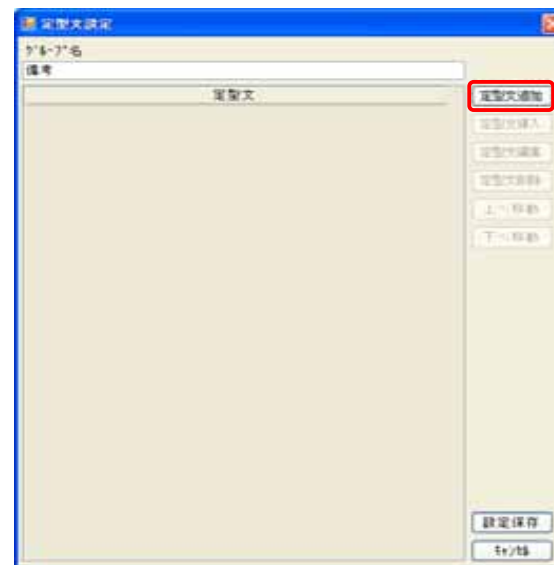 定型文設定
ｸﾞﾙｰﾌﾟ名
備考
定型文
定型文追加
定型文挿入
定型文編集
定型文削除
上へ移動
下へ移動
設定保存
ｷｬﾝｾﾙ